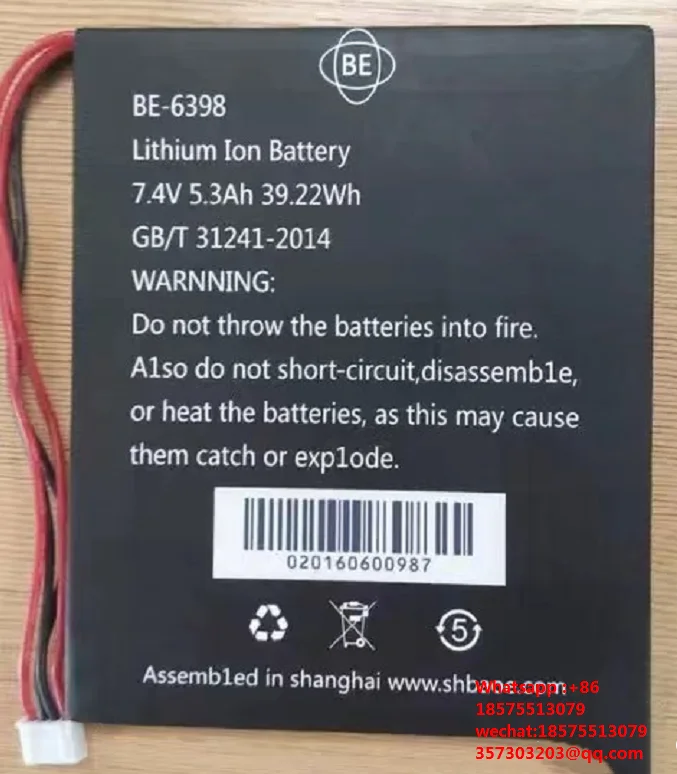 BE
BE-6398
Lithium Ion Battery
7.4V 5.3Ah 39.22Wh
GB/T 31241-2014
WARNNING:
Do not throw the batteries into fire.
A1so do not short-circuit,disassemb1e,
or heat the batteries, as this may cause
them catch or exp1ode.
020160600987
5
Assemb1ed in shanghai
Whatsapp:+86
18575513079
wechat:18575513079
357303203@qq.com